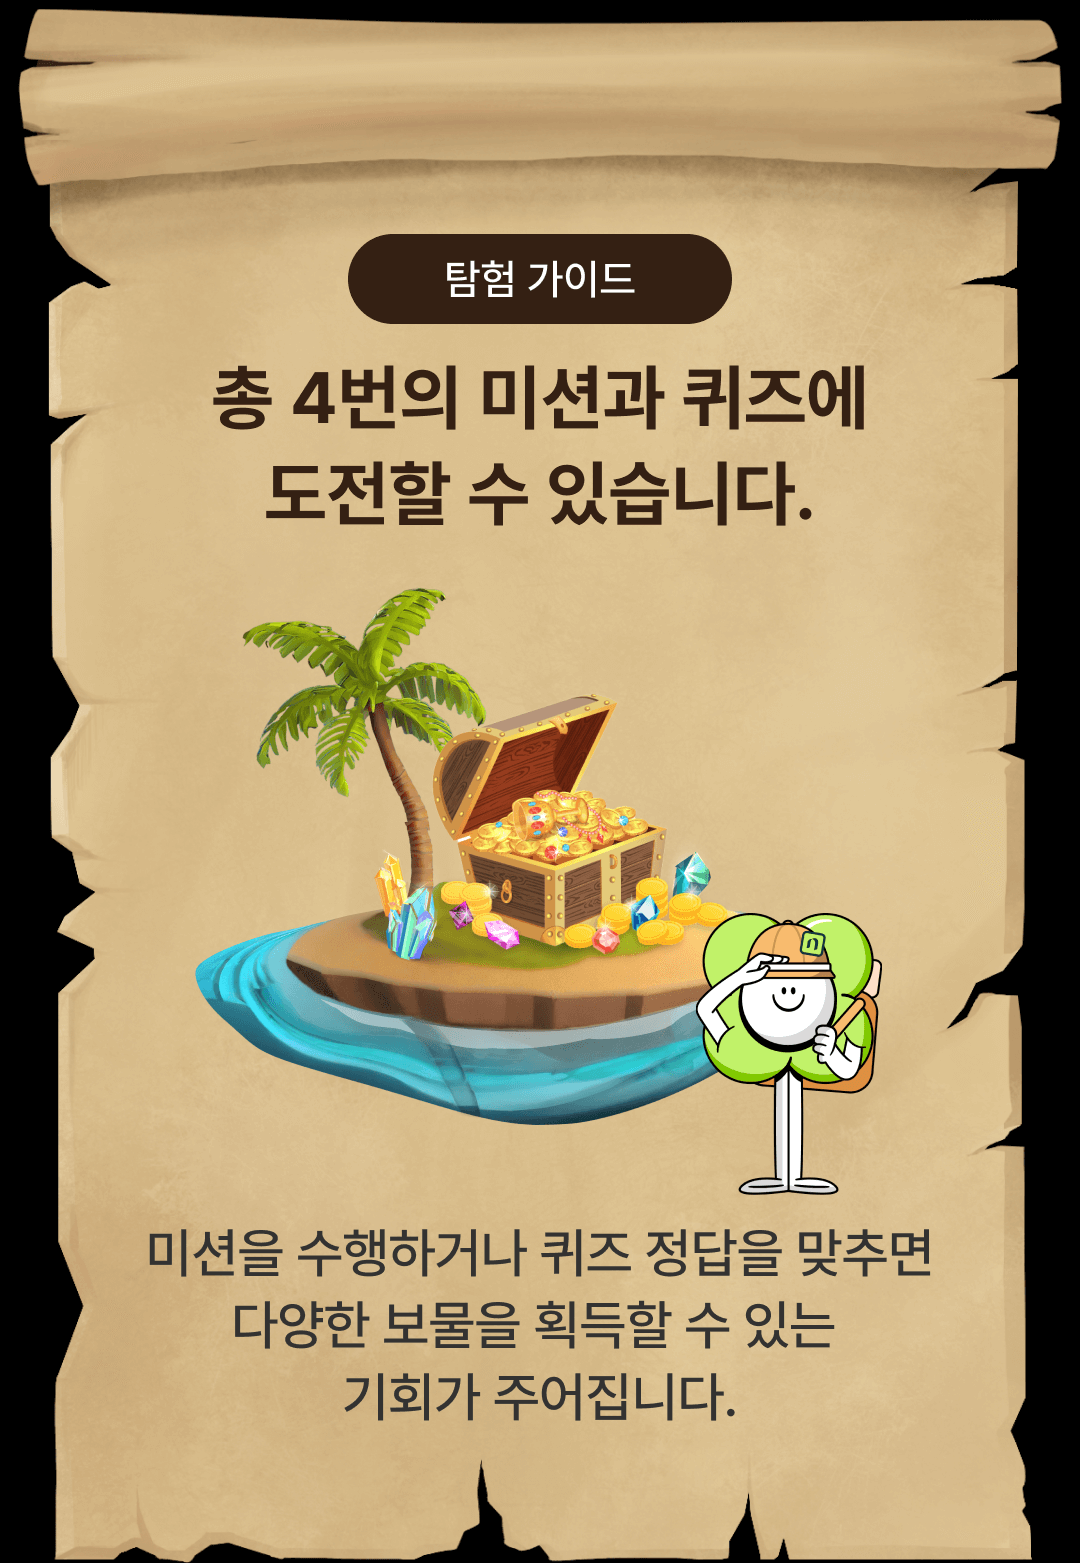 탐험 가이드
총 4번의 미션과 퀴즈에
도전할 수 있습니다.
n
미션을 수행하거나 퀴즈 정답을 맞추면
다양한 보물을 획득할 수 있는
기회가 주어집니다.